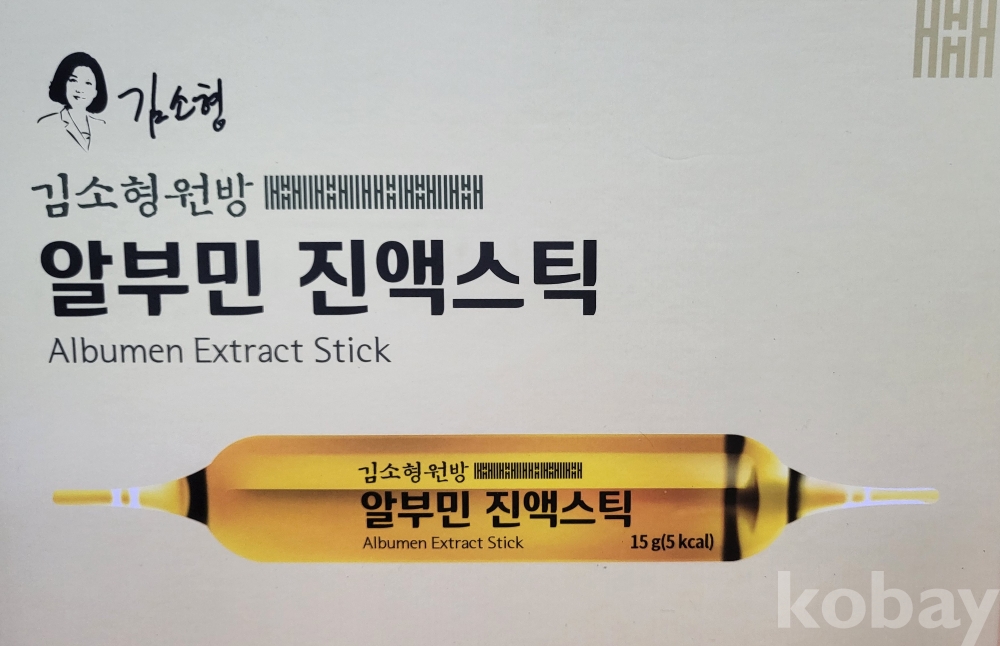 김소형
김소형원방
알부민 진액스틱
Albumen Extract Stick
김소형원방
알부민 진액스틱
Albumen Extract Stick
15 g(5 kcal)
kobay